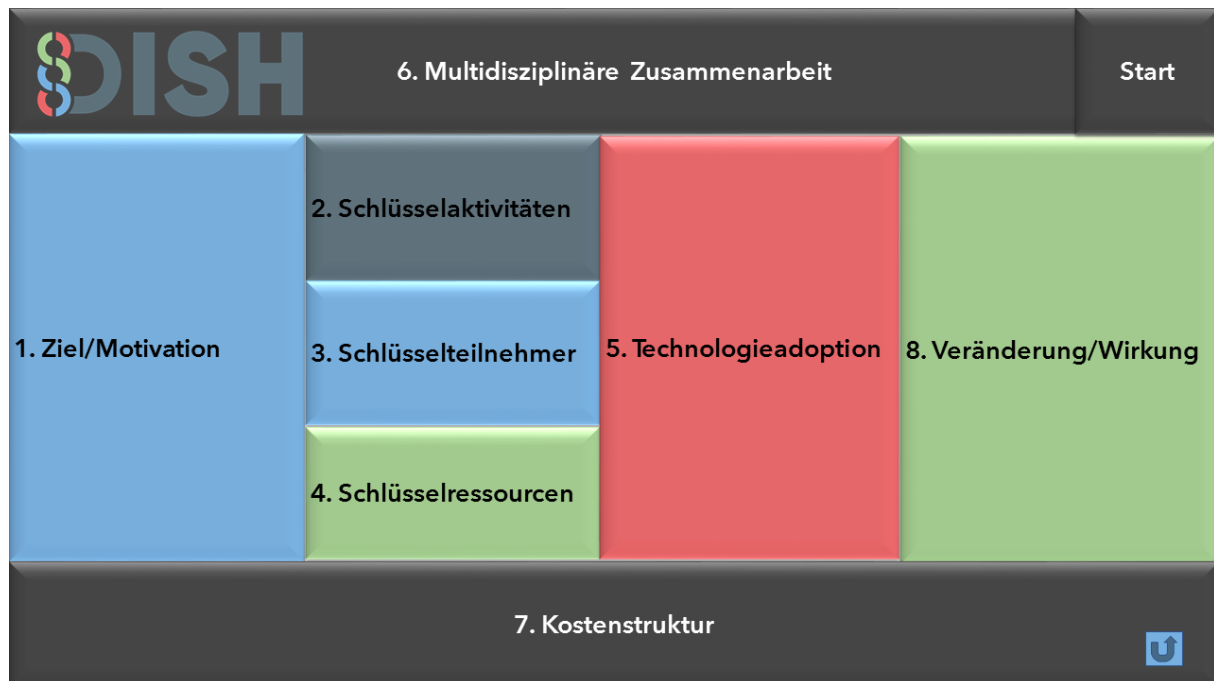 DISH
6. Multidisziplinäre Zusammenarbeit
Start
1. Ziel/Motivation
2. Schlüsselaktivitäten
3. Schlüsselteilnehmer
4. Schlüsselressourcen
5. Technologieadoption
8. Veränderung/Wirkung
7. Kostenstruktur